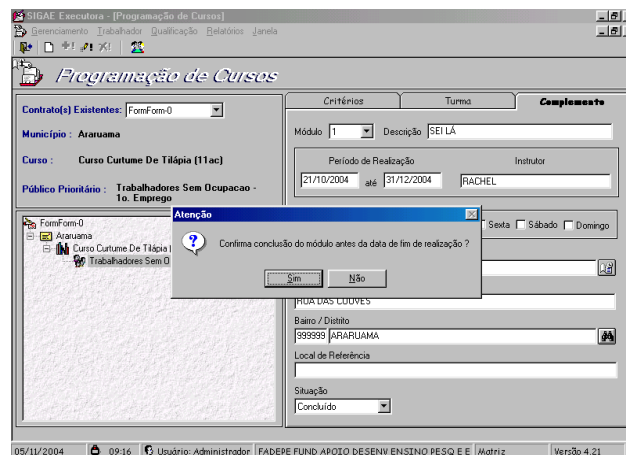 SIGAE Executora - [Programação de Cursos]
Gerenciamento Trabalhador Qualificação Relatórios Janela
Programação de Cursos
Contrato(s) Existentes: FormForm-0
Município : Araruama
Curso : Curso Curtume De Tilápia (11ac)
Público Prioritário : Trabalhadores Sem Ocupacao -
1o. Emprego
FormForm-0
Araruama
Curso Curtume De Tilápia (
Trabalhadores Sem O
Critérios Turma Complemento
Módulo 1 Descrição SEI LÁ
Período de Realização Instrutor
21/10/2004 até 31/12/2004 RACHEL
Sexta Sábado Domingo
Atenção
Confirma conclusão do módulo antes da data de fim de realização ?
Sim Não
RUA DAS COUVES
Bairro / Distrito
999999 ARARUAMA
Local de Referência
Situação
Concluído
05/11/2004 09:16 Usuário: Administrador FADEPE FUND APOIO DESENV ENSINO PESQ E E Matriz Versão 4.21